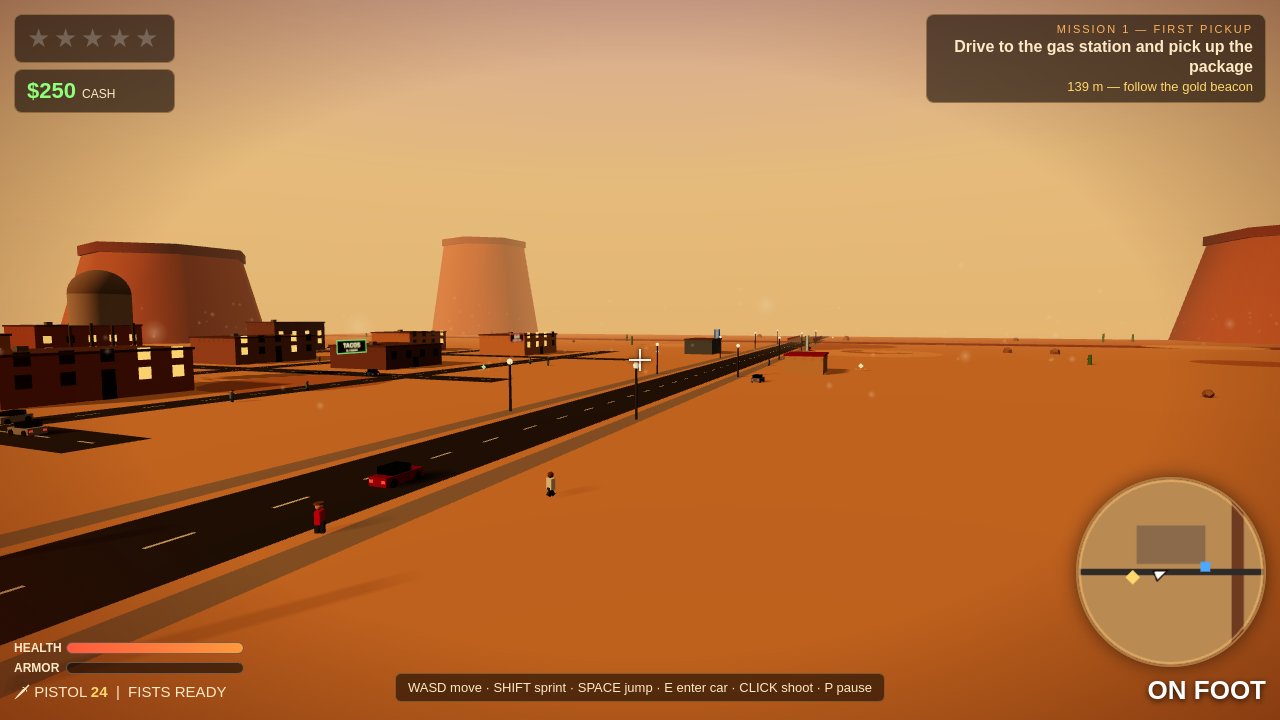 $250 CASH
MISSION 1 — FIRST PICKUP
Drive to the gas station and pick up the
package
139 m — follow the gold beacon
TACOS
HEALTH
ARMOR
PISTOL 24 | FISTS READY
WASD move · SHIFT sprint · SPACE jump · E enter car · CLICK shoot · P pause
ON FOOT